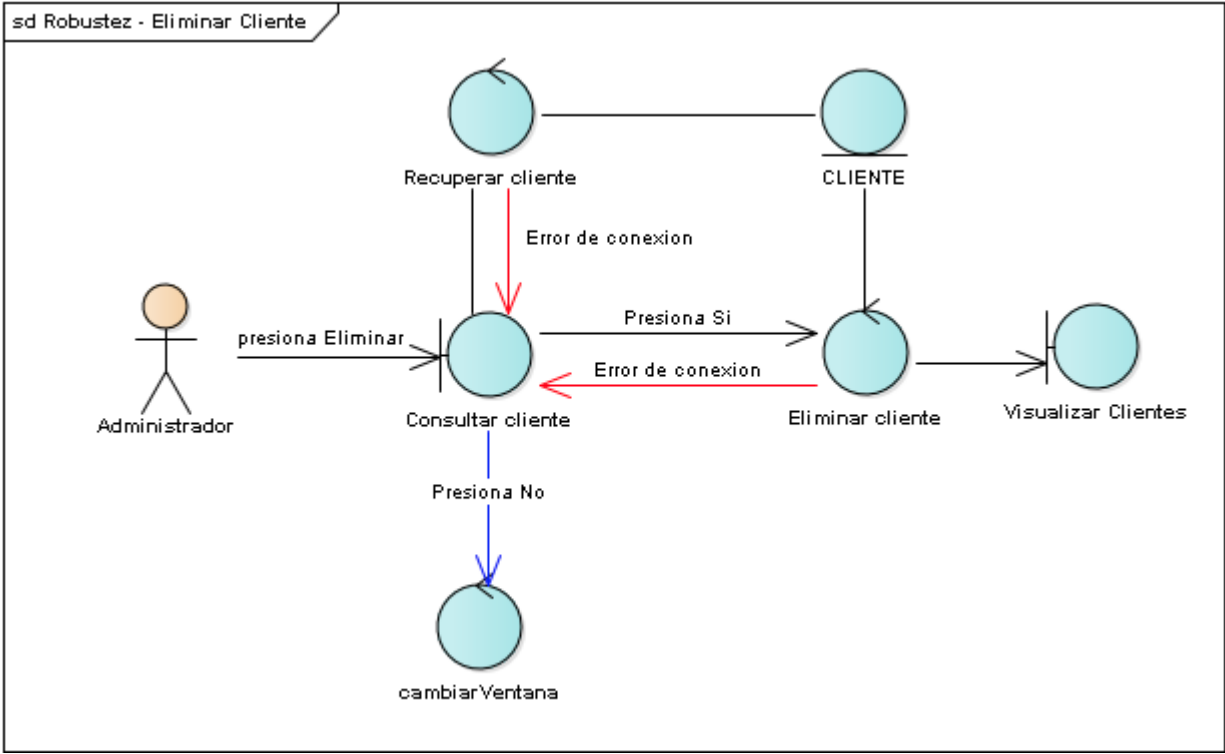 sd Robustez - Eliminar Cliente
Recuperar cliente
CLIENTE
Error de conexion
presiona Eliminar
Presiona Si
Error de conexion
Administrador
Consultar cliente
Eliminar cliente
Visualizar Clientes
Presiona No
cambiarVentana